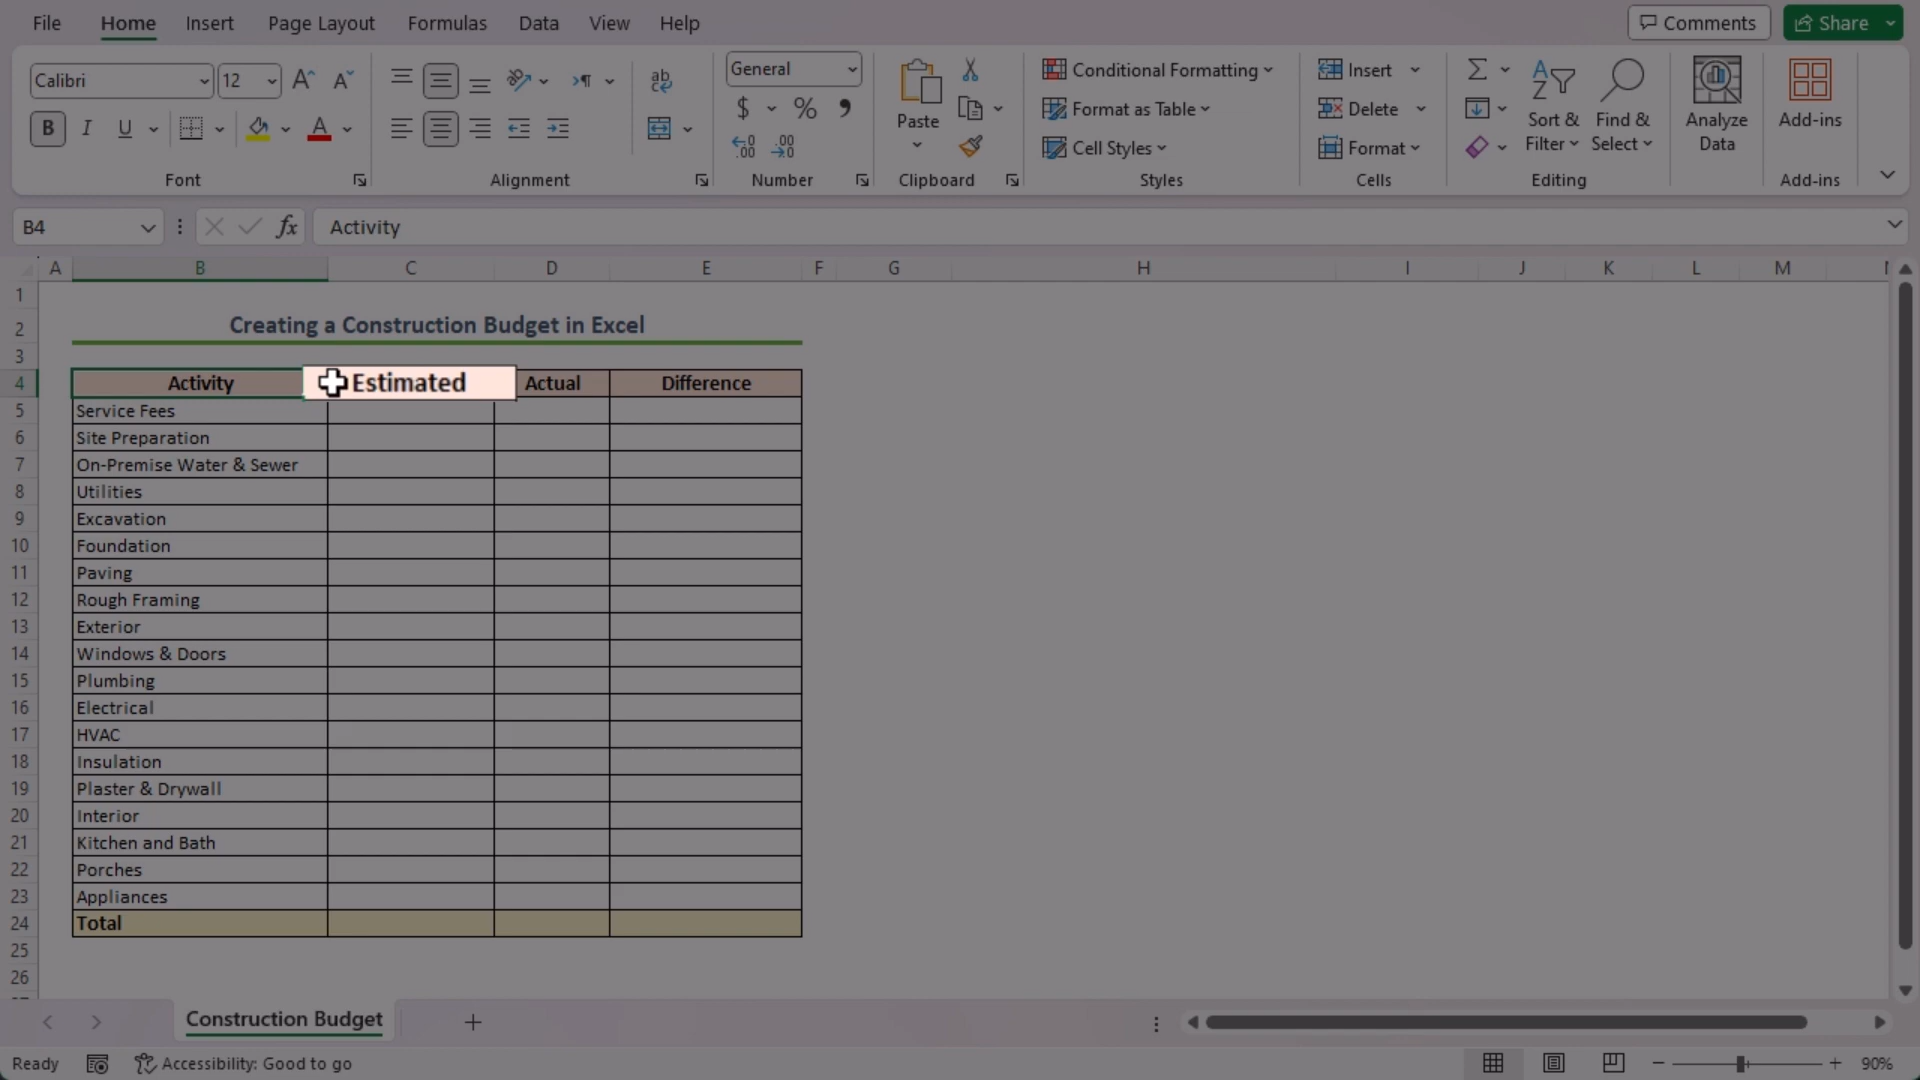 File Home Insert Page Layout Formulas Data View Help Comments Share
Calibri 12 General Conditional Formatting Insert
B I U $ % Format as Table Delete
Paste Sort & Filter Find & Select Analyze Data Add-ins
Cell Styles Format
Font Alignment Number Clipboard Styles Cells Editing Add-ins
B4 fx Activity
A B C D E F G H I J K L M
1
2 Creating a Construction Budget in Excel
3
4 Activity Estimated Actual Difference
5 Service Fees
6 Site Preparation
7 On-Premise Water & Sewer
8 Utilities
9 Excavation
10 Foundation
11 Paving
12 Rough Framing
13 Exterior
14 Windows & Doors
15 Plumbing
16 Electrical
17 HVAC
18 Insulation
19 Plaster & Drywall
20 Interior
21 Kitchen and Bath
22 Porches
23 Appliances
24 Total
25
26
Construction Budget
Ready Accessibility: Good to go 90%